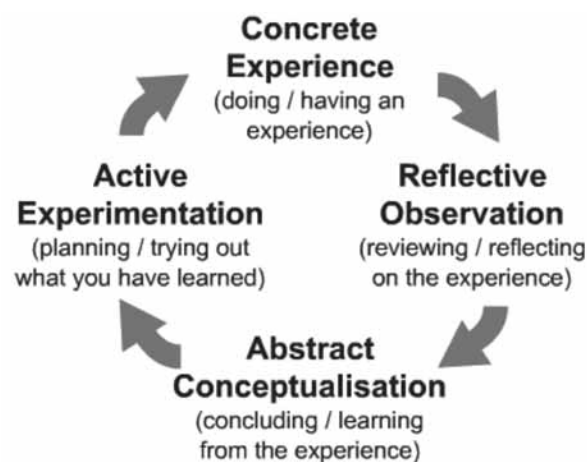 Concrete
Experience
(doing / having an
experience)
Reflective
Observation
(reviewing / reflecting
on the experience)
Abstract
Conceptualisation
(concluding / learning
from the experience)
Active
Experimentation
(planning / trying out
what you have learned)